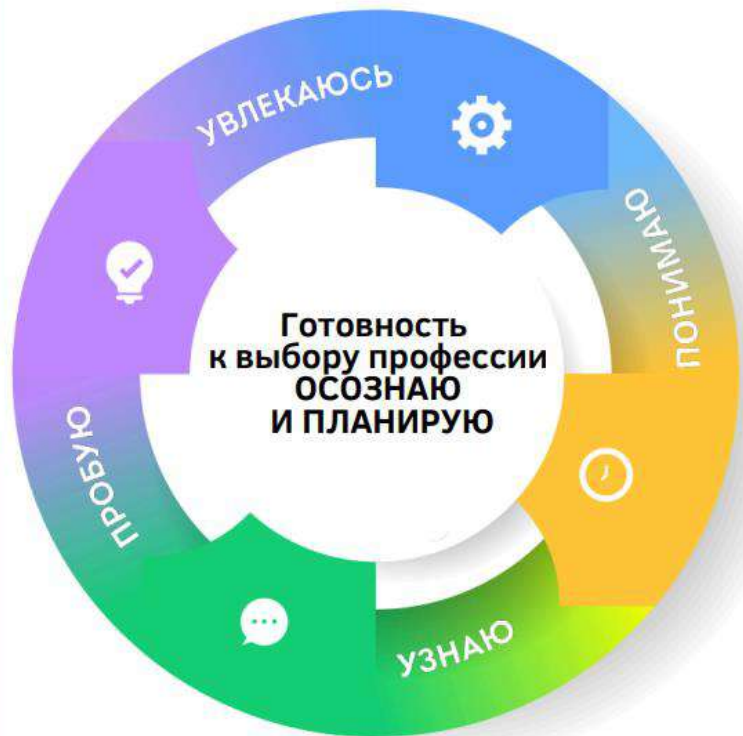 УВЛЕКАЮСЬ
ПОНИМАЮ
Готовность
к выбору профессии
ОСОЗНАЮ
И ПЛАНИРУЮ
ПРОБУЮ
УЗНАЮ